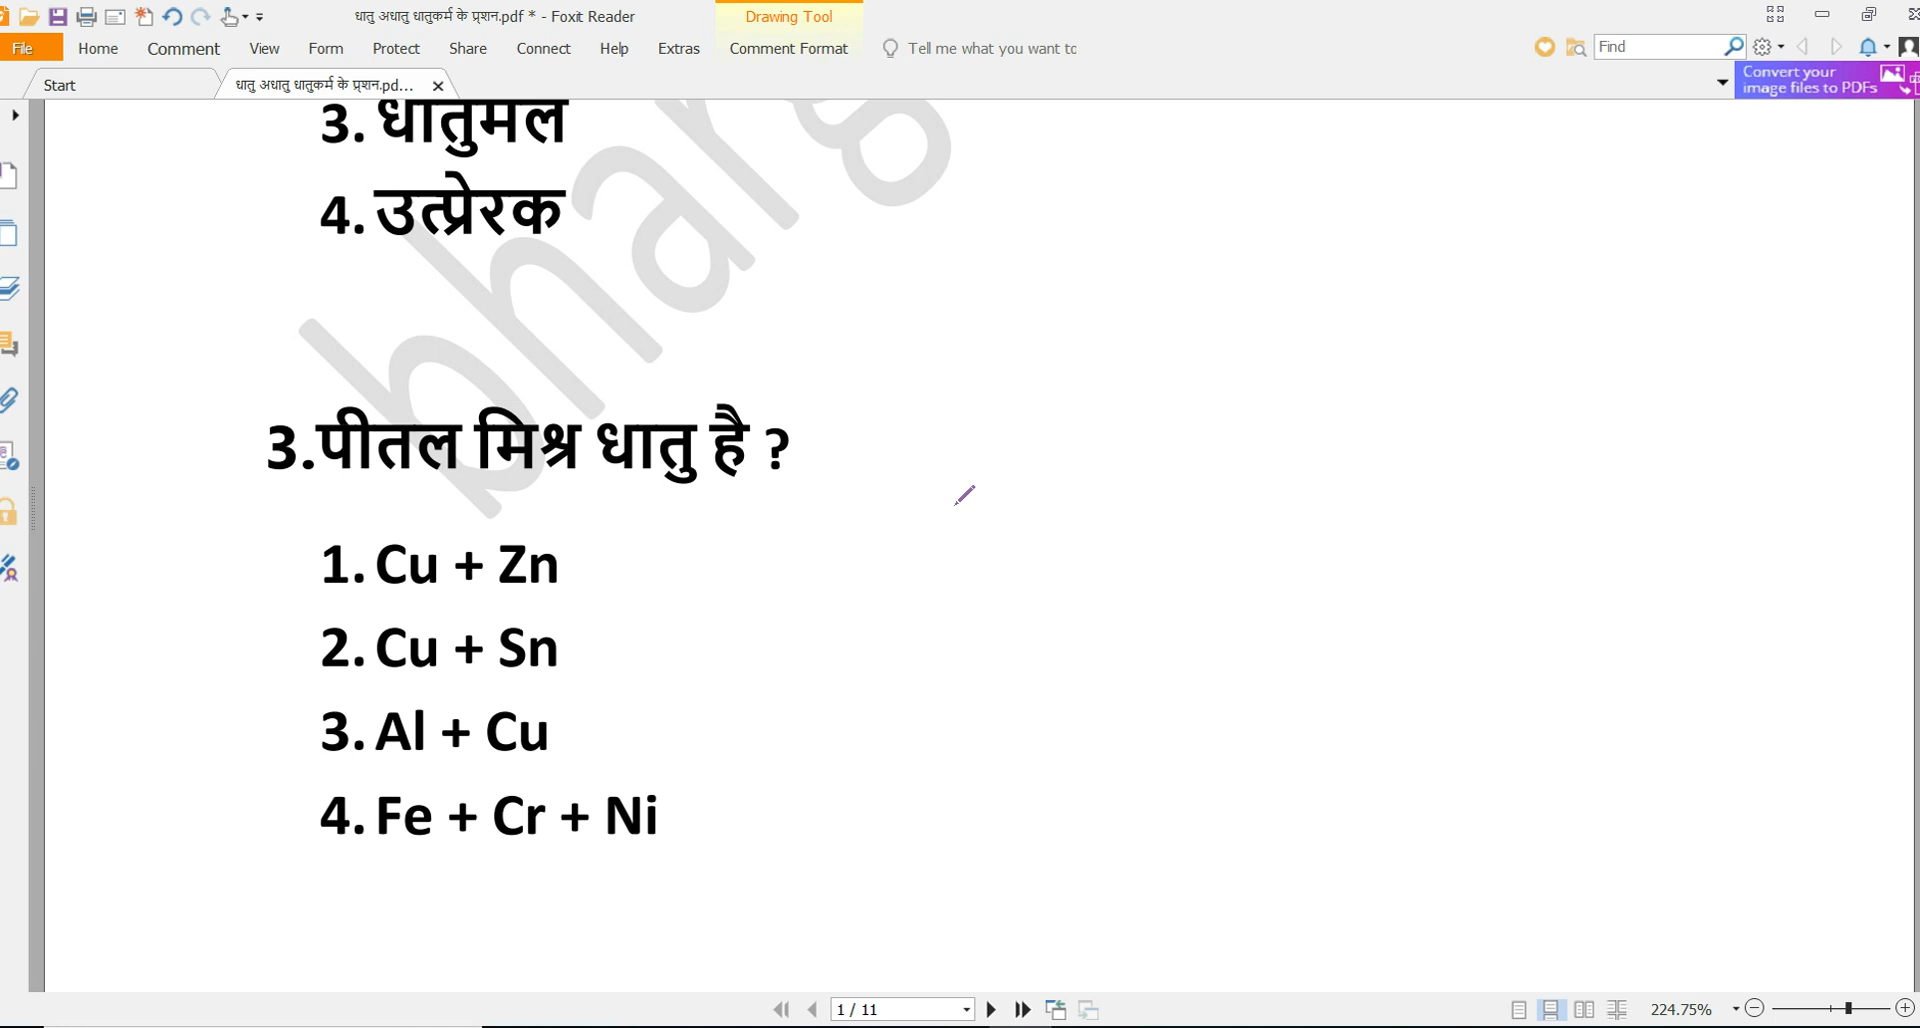 धातु अधातु धातुकर्म के प्रशन.pdf * - Foxit Reader
Drawing Tool
File Home Comment View Form Protect Share Connect Help Extras Comment Format Tell me what you want to Find
Start धातु अधातु धातुकर्म के प्रशन.pd...
Convert your
image files to PDFs
3. धातुमल
4. उत्प्रेरक
bharg
3.पीतल मिश्र धातु है ?
1. Cu + Zn
2. Cu + Sn
3. Al + Cu
4. Fe + Cr + Ni
1 / 11 224.75%